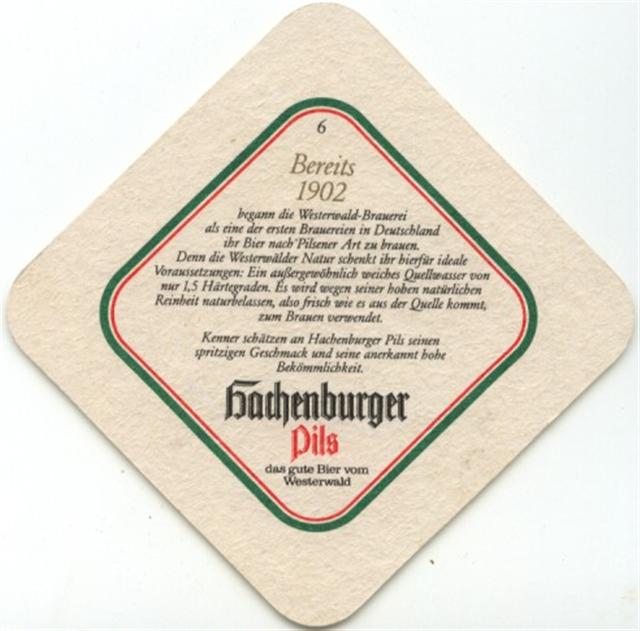 6
Bereits
1902
begann die Westerwald-Brauerei
als eine der ersten Brauereien in Deutschland
ihr Bier nach Pilsener Art zu brauen.
Denn die Westerwälder Natur schenkt ihr hierfür ideale
Voraussetzungen: Ein außergewöhnlich weiches Quellwasser von
nur 1,5 Härtegraden. Es wird wegen seiner hohen natürlichen
Reinheit naturbelassen, also frisch wie es aus der Quelle kommt,
zum Brauen verwendet.
Kenner schätzen an Hachenburger Pils seinen
spritzigen Geschmack und seine anerkannt hohe
Bekömmlichkeit.
Hachenburger
Pils
das gute Bier vom
Westerwald